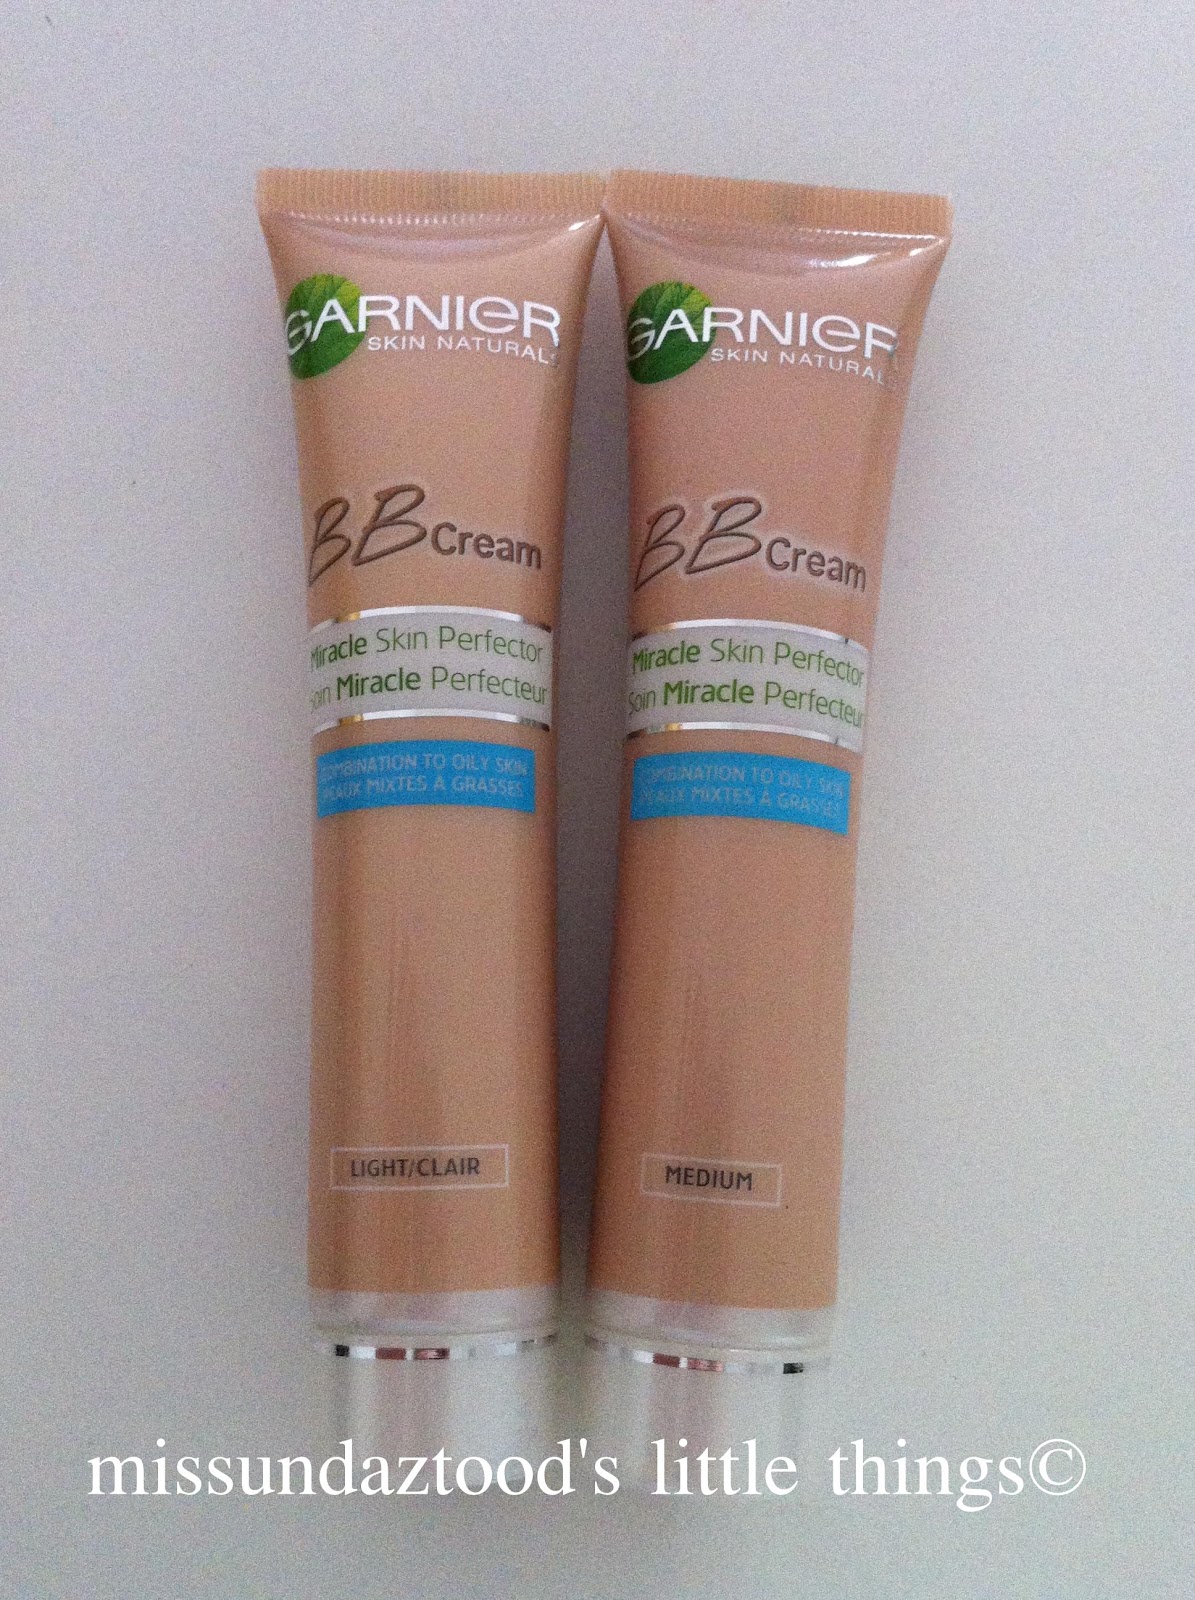 GARNIER
SKIN NATURALS
BB Cream
Miracle Skin Perfector
Soin Miracle Perfecteur
COMBINATION TO OILY SKIN
PEAUX MIXTES À GRASSES
LIGHT/CLAIR
GARNIER
SKIN NATURALS
BB Cream
Miracle Skin Perfector
Soin Miracle Perfecteur
COMBINATION TO OILY SKIN
PEAUX MIXTES À GRASSES
MEDIUM
missundaztood's little things©